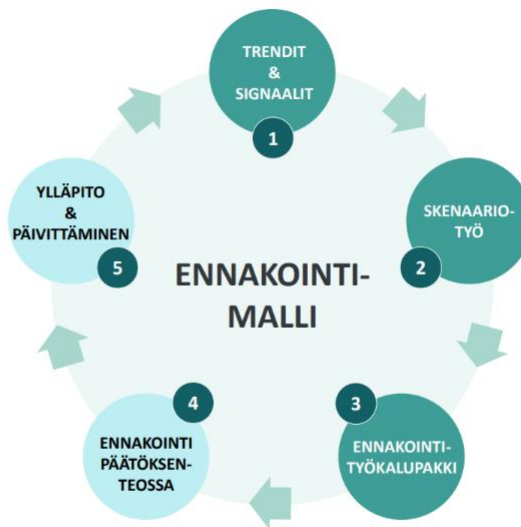 TRENDIT
&
SIGNAALIT
1
SKENAARIO-
TYÖ
2
3
ENNAKOINTI-
TYÖKALUPAKKI
4
ENNAKOINTI
PÄÄTÖKSEN-
TEOSSA
YLLÄPITO
&
PÄIVITTÄMINEN
5
ENNAKOINTI-
MALLI